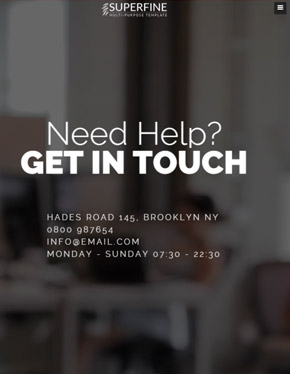 SUPERFINE
MULTI-PURPOSE TEMPLATE
Need Help?
GET IN TOUCH
HADES ROAD 145, BROOKLYN NY
0800 987654
INFO@EMAIL.COM
MONDAY - SUNDAY 07:30 - 22:30